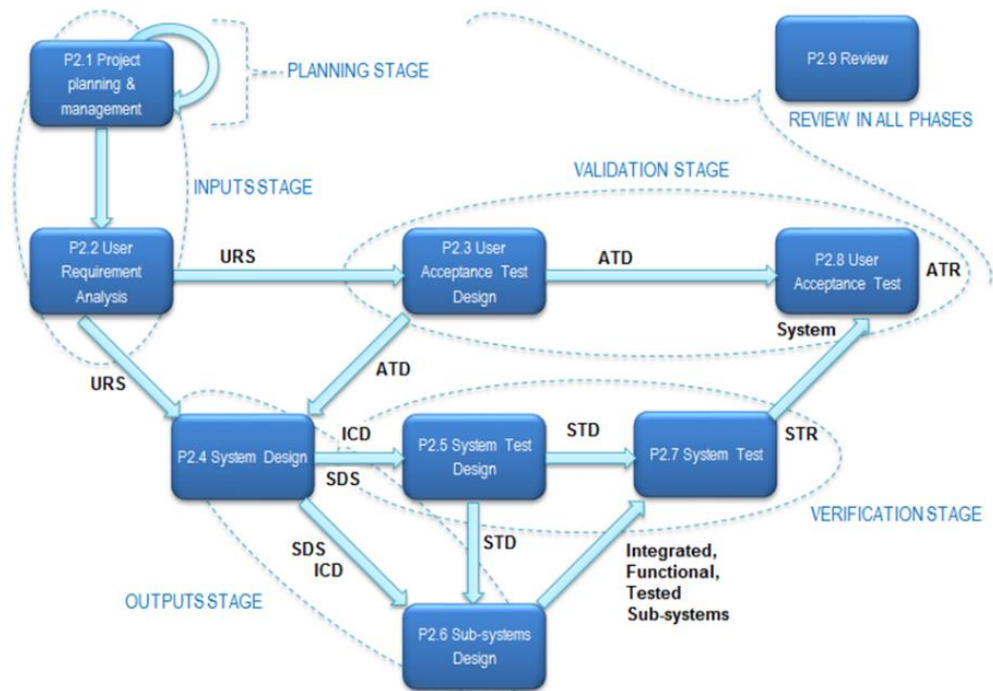 P2.1 Project
planning &
management
PLANNING STAGE
P2.9 Review
REVIEW IN ALL PHASES
INPUTS STAGE
VALIDATION STAGE
P2.2 User
Requirement
Analysis
URS
P2.3 User
Acceptance Test
Design
ATD
P2.8 User
Acceptance Test
ATR
System
URS
ATD
P2.4 System Design
ICD
SDS
P2.5 System Test
Design
STD
P2.7 System Test
STR
VERIFICATION STAGE
SDS
ICD
STD
Integrated,
Functional,
Tested
Sub-systems
OUTPUTS STAGE
P2.6 Sub-systems
Design